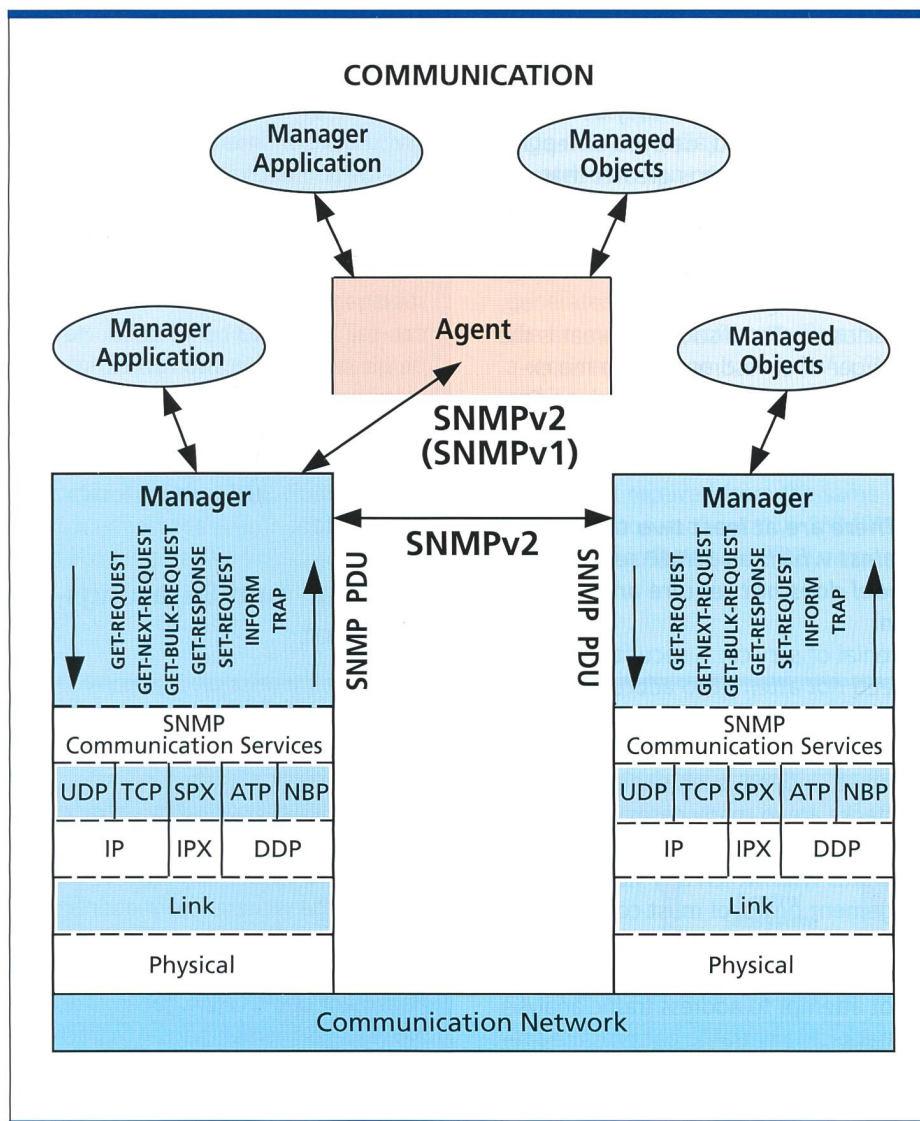 COMMUNICATION
Manager
Application
Managed
Objects
Agent
Manager
Application
Managed
Objects
SNMPv2
(SNMPv1)
Manager
GET-REQUEST
GET-NEXT-REQUEST
GET-BULK-REQUEST
GET-RESPONSE
SET-REQUEST
INFORM
TRAP
SNMP PDU
SNMPv2
SNMP PDU
Manager
GET-REQUEST
GET-NEXT-REQUEST
GET-BULK-REQUEST
GET-RESPONSE
SET-REQUEST
INFORM
TRAP
SNMP
Communication Services
UDP TCP SPX ATP NBP
IP IPX DDP
Link
Physical
SNMP
Communication Services
UDP TCP SPX ATP NBP
IP IPX DDP
Link
Physical
Communication Network